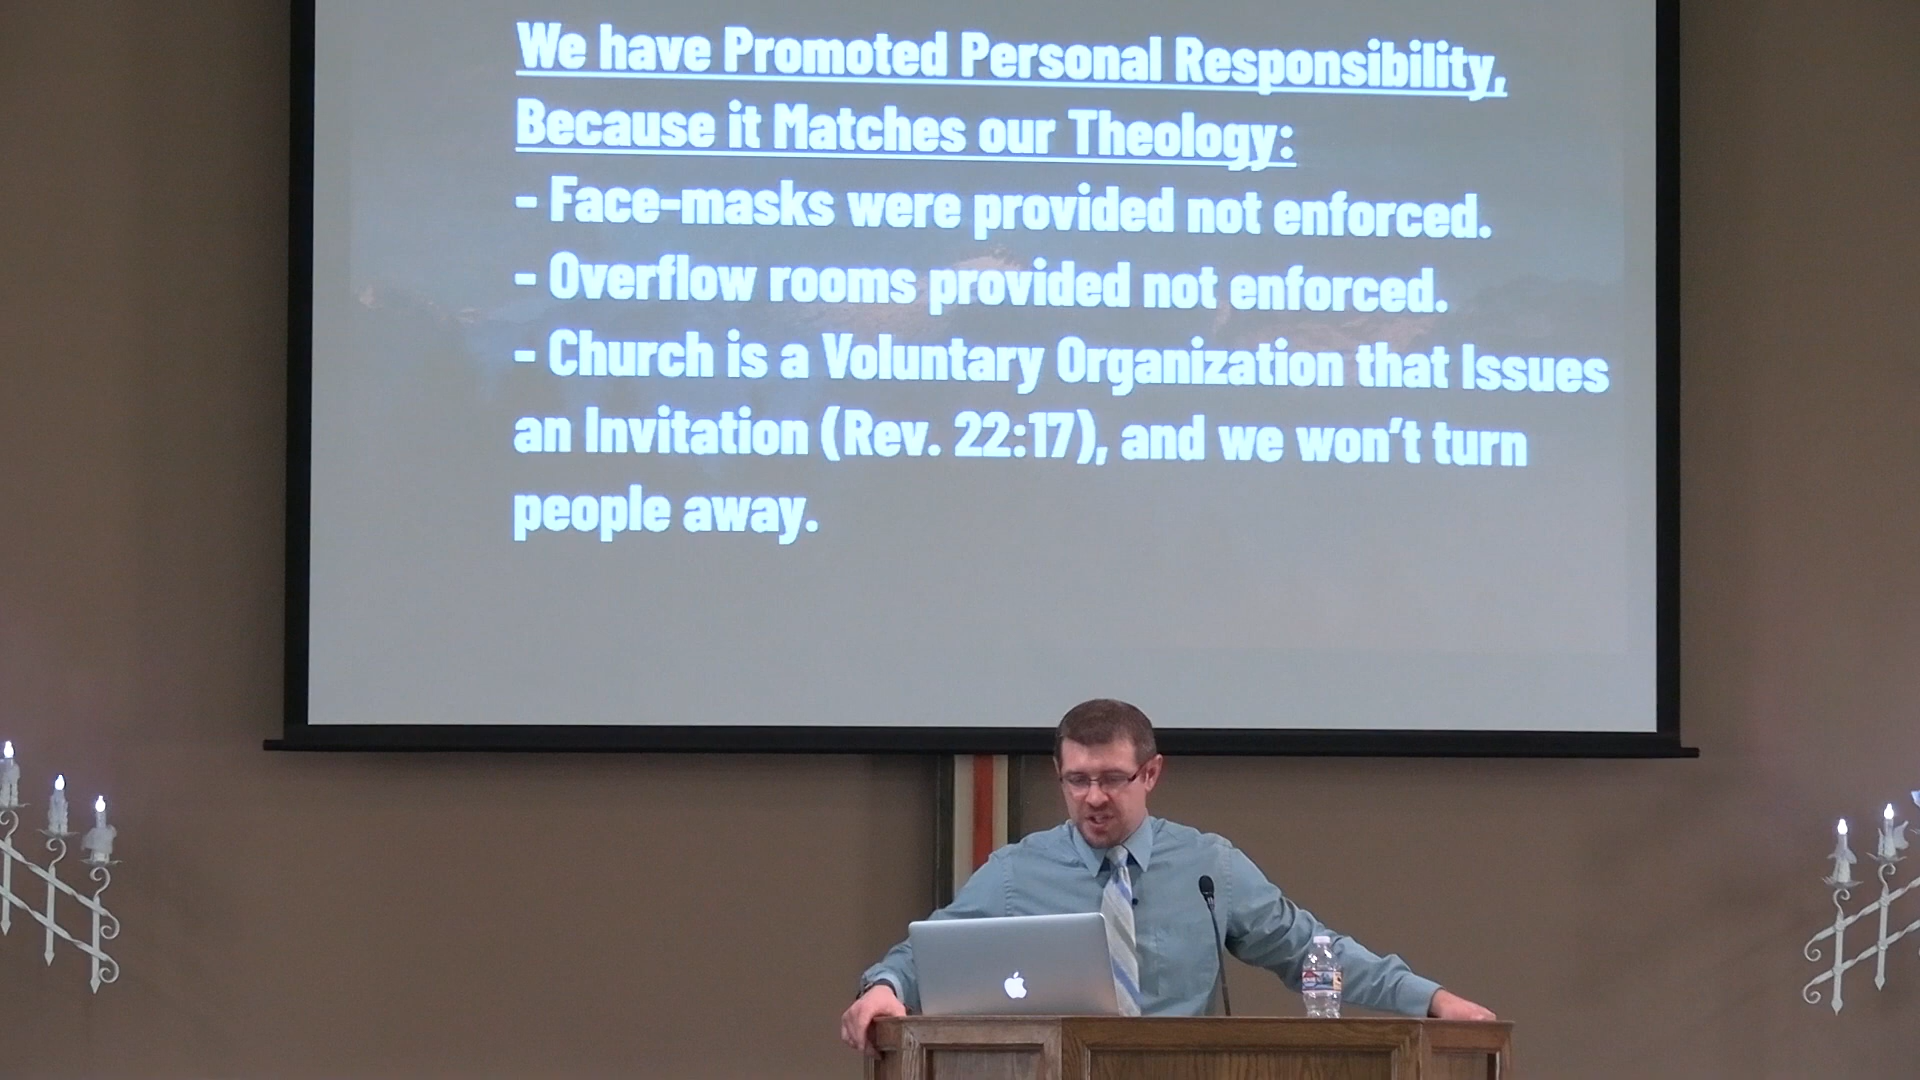 We have Promoted Personal Responsibility,
Because it Matches our Theology:
- Face-masks were provided not enforced.
- Overflow rooms provided not enforced.
- Church is a Voluntary Organization that Issues
an Invitation (Rev. 22:17), and we won't turn
people away.